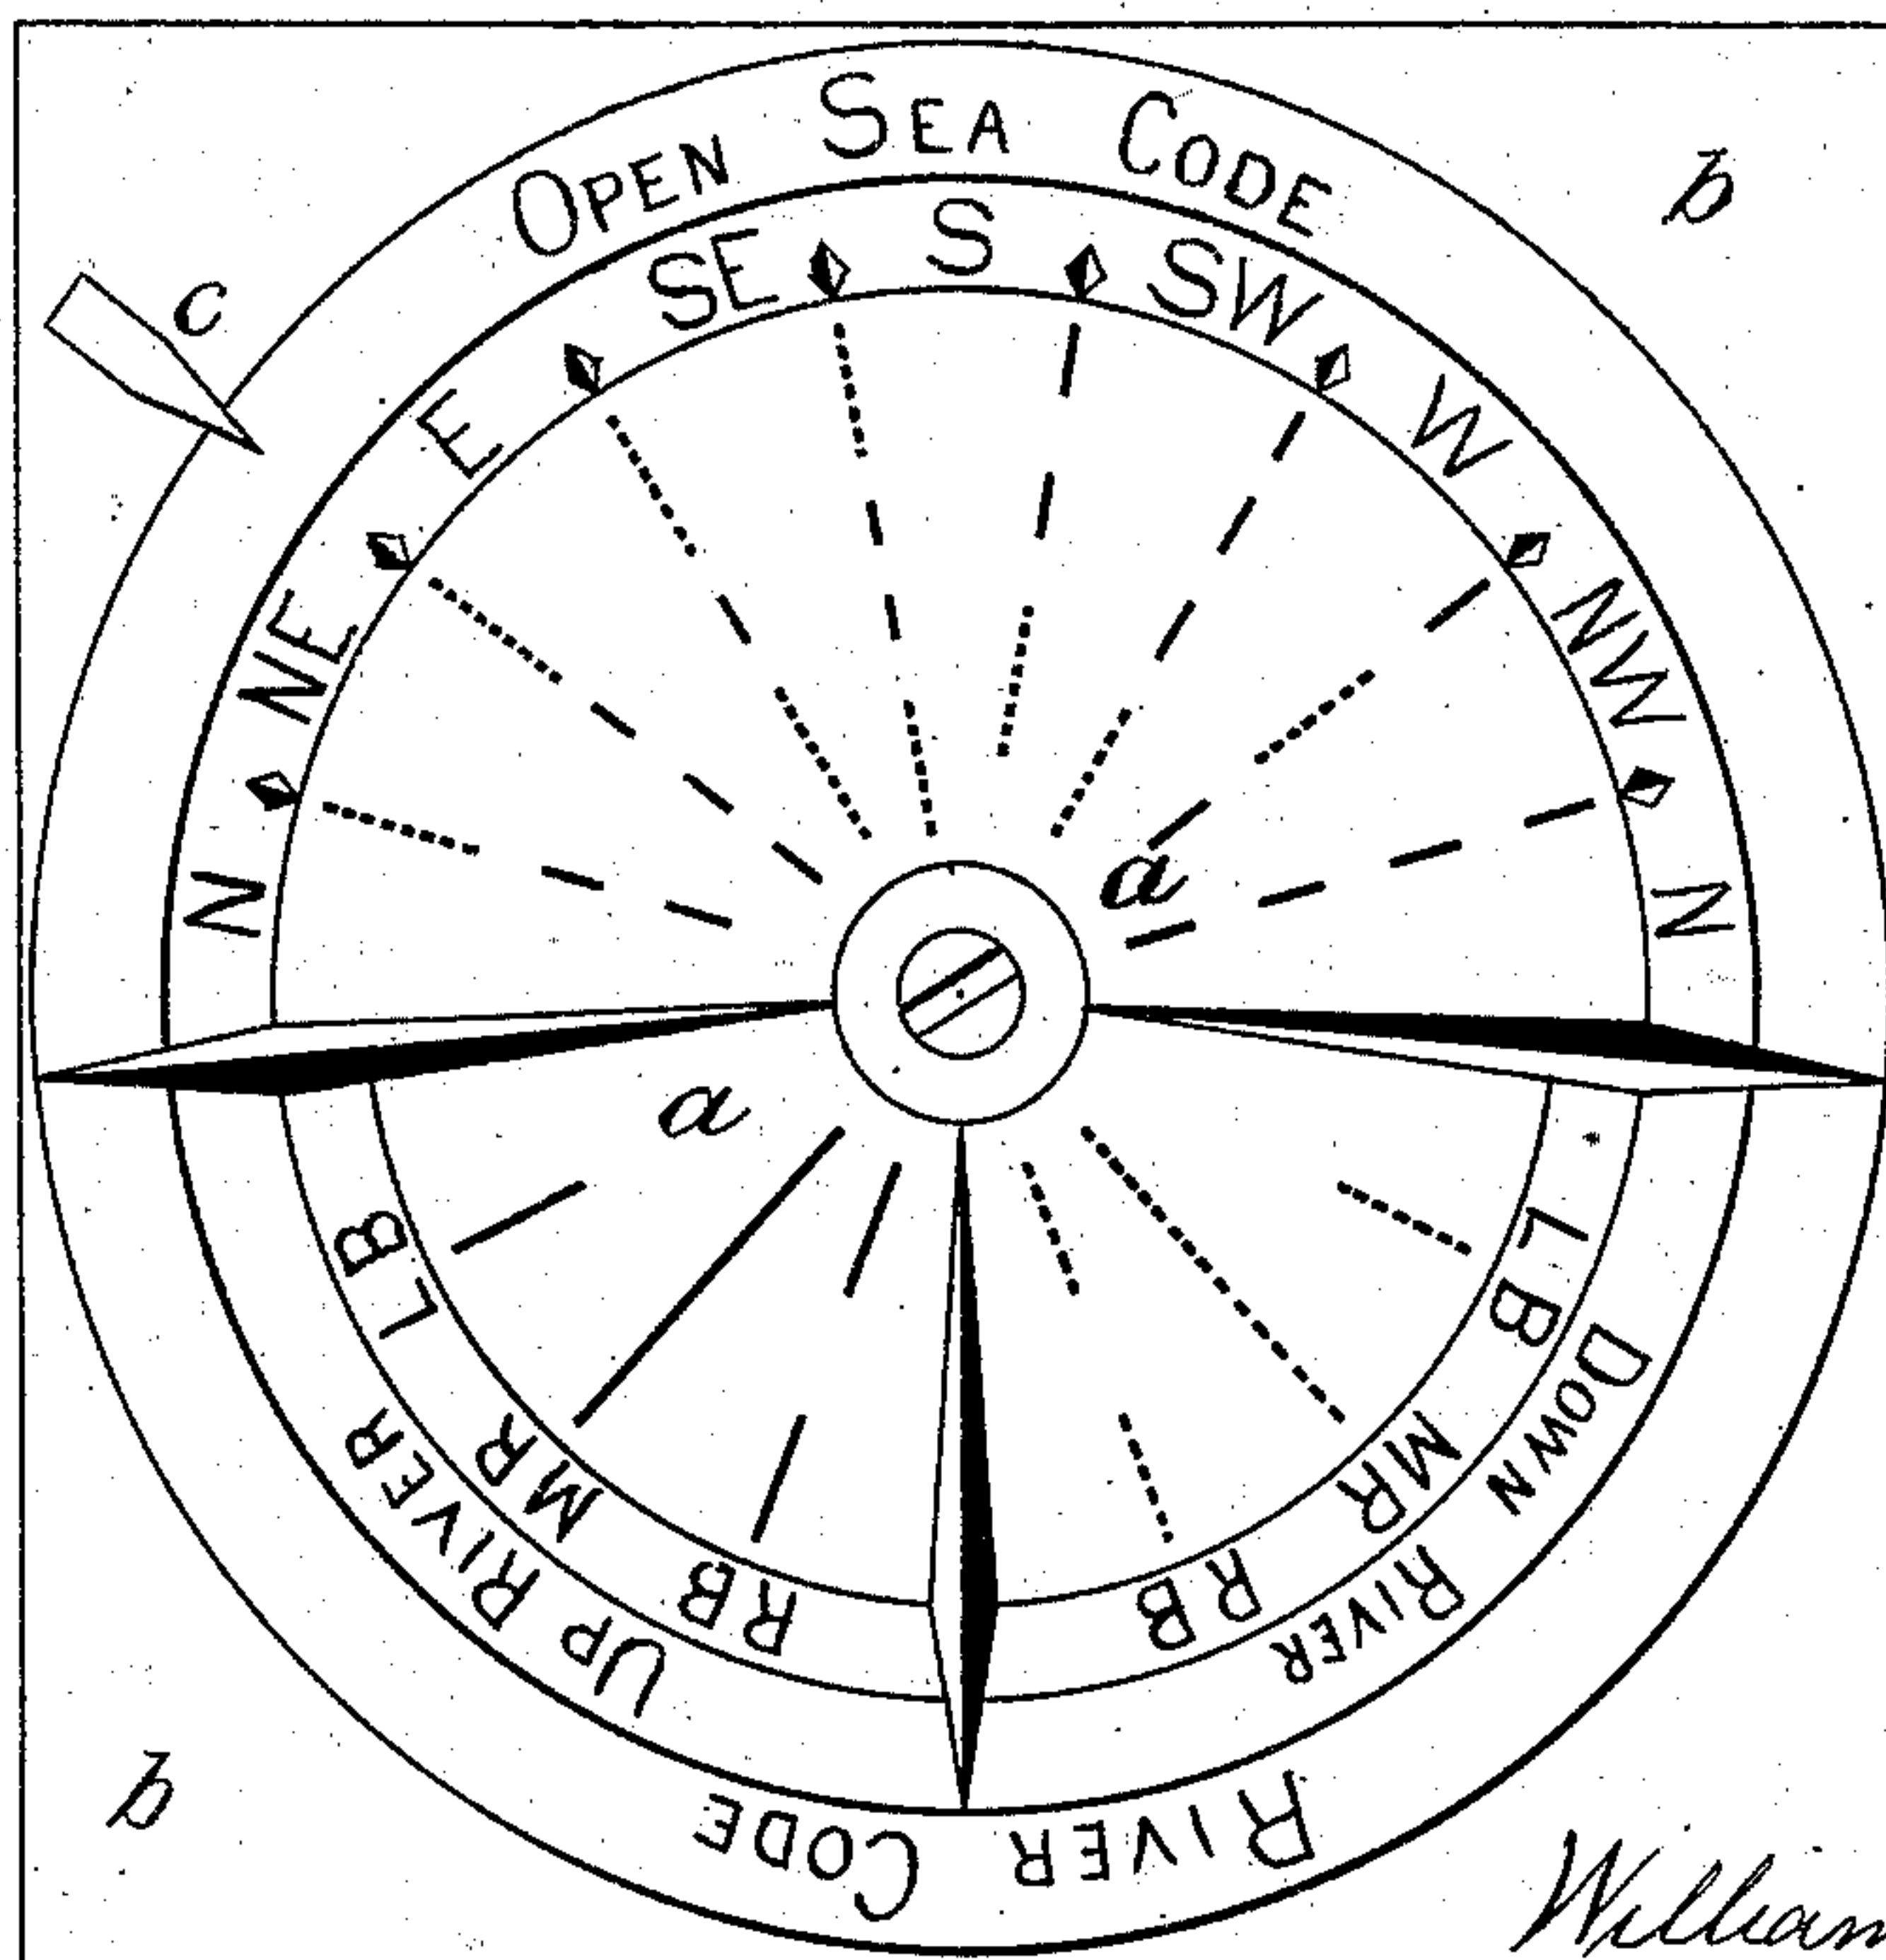 OPEN SEA CODE
N NE E SE S SW W NW N
c
b
a
a
LB MR RB
RB MR LB
UP RIVER
DOWN RIVER
RIVER CODE
b
William